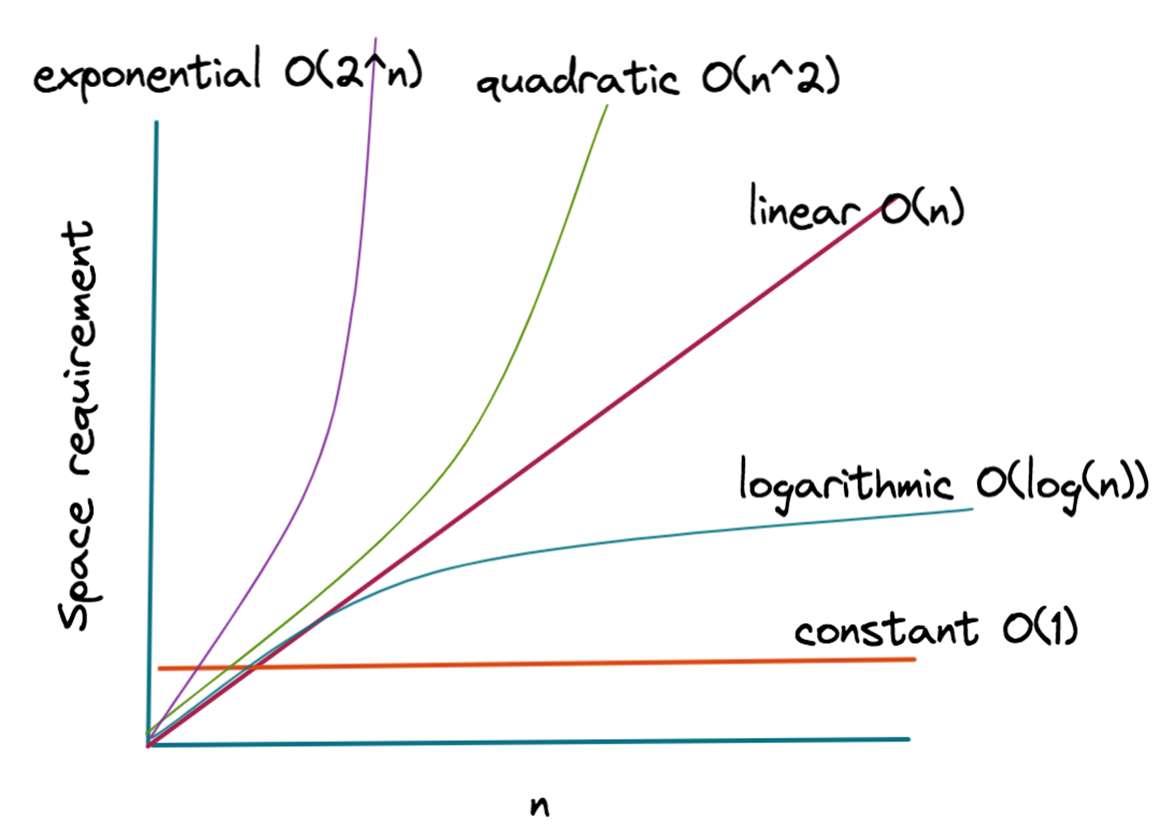 exponential O(2^n)
quadratic O(n^2)
linear O(n)
Space requirement
logarithmic O(log(n))
constant O(1)
n